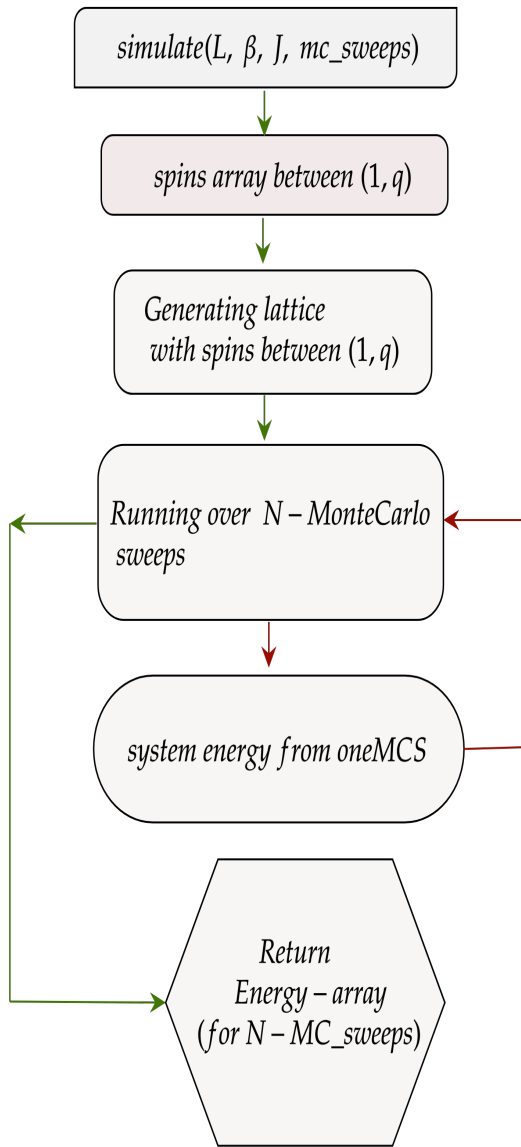 simulate(L, β, J, mc_sweeps)
spins array between (1, q)
Generating lattice
with spins between (1, q)
Running over N − MonteCarlo
sweeps
system energy from oneMCS
Return
Energy − array
(for N − MC_sweeps)